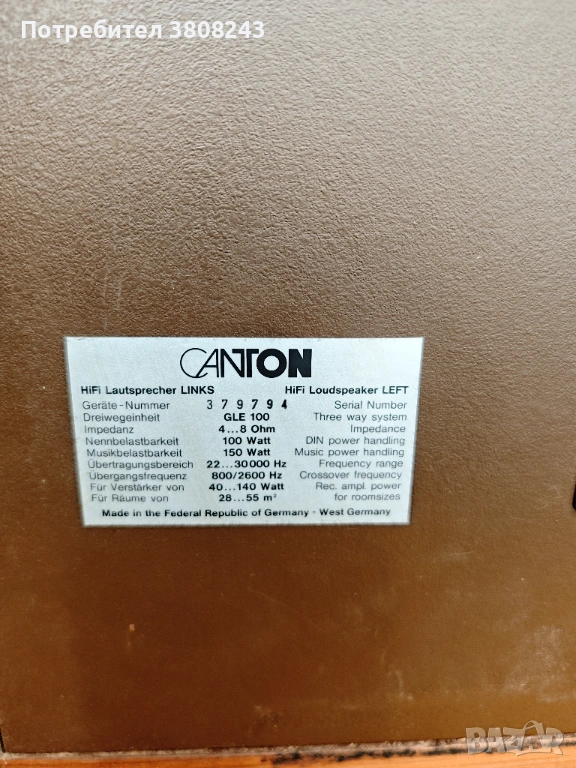 Потребител 3808243
CANTON
HiFi Lautsprecher LINKS HiFi Loudspeaker LEFT
Geräte-Nummer 379794 Serial Number
Dreiwegeinheit GLE 100 Three way system
Impedanz 4...8 Ohm Impedance
Nennbelastbarkeit 100 Watt DIN power handling
Musikbelastbarkeit 150 Watt Music power handling
Übertragungsbereich 22...30000 Hz Frequency range
Übergangsfrequenz 800/2600 Hz Crossover frequency
Für Verstärker von 40...140 Watt Rec. ampl. power
Für Räume von 28...55 m² for roomsizes
Made in the Federal Republic of Germany - West Germany
BAZAR